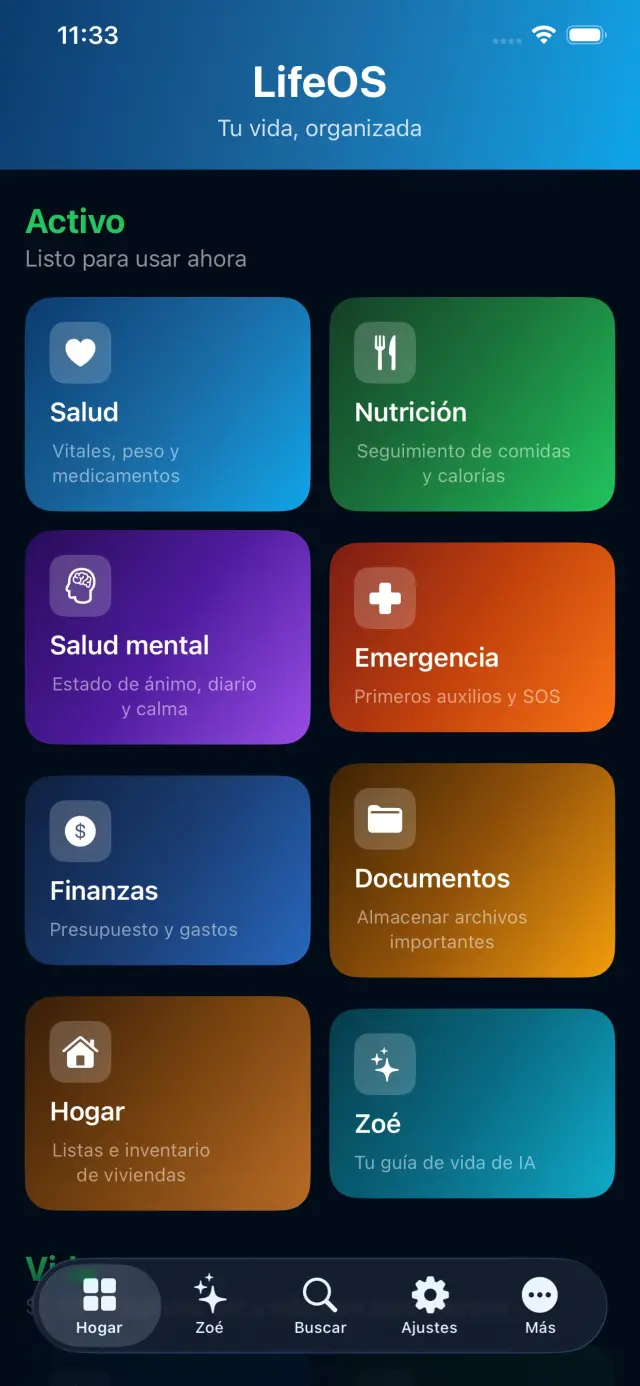 11:33
LifeOS
Tu vida, organizada
Activo
Listo para usar ahora
Salud
Vitales, peso y
medicamentos
Nutrición
Seguimiento de comidas
y calorías
Salud mental
Estado de ánimo, diario
y calma
Emergencia
Primeros auxilios y SOS
Finanzas
Presupuesto y gastos
Documentos
Almacenar archivos
importantes
Hogar
Listas e inventario
de viviendas
Zoé
Tu guía de vida de IA
Hogar
Zoé
Buscar
Ajustes
Más